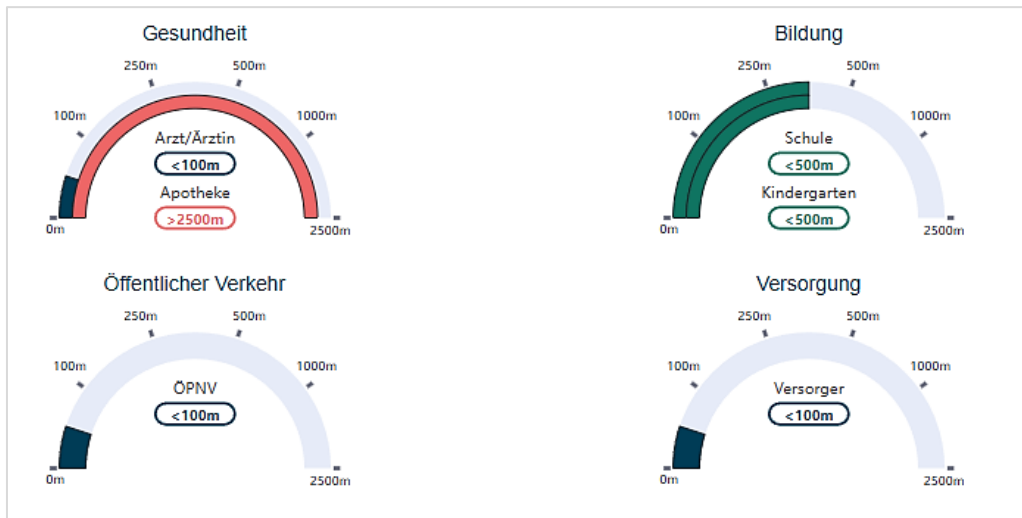 Gesundheit
250m
500m
100m
1000m
Arzt/Ärztin
<100m
Apotheke
>2500m
0m
2500m
Bildung
250m
500m
100m
1000m
Schule
<500m
Kindergarten
<500m
0m
2500m
Öffentlicher Verkehr
250m
500m
100m
1000m
ÖPNV
<100m
0m
2500m
Versorgung
250m
500m
100m
1000m
Versorger
<100m
0m
2500m